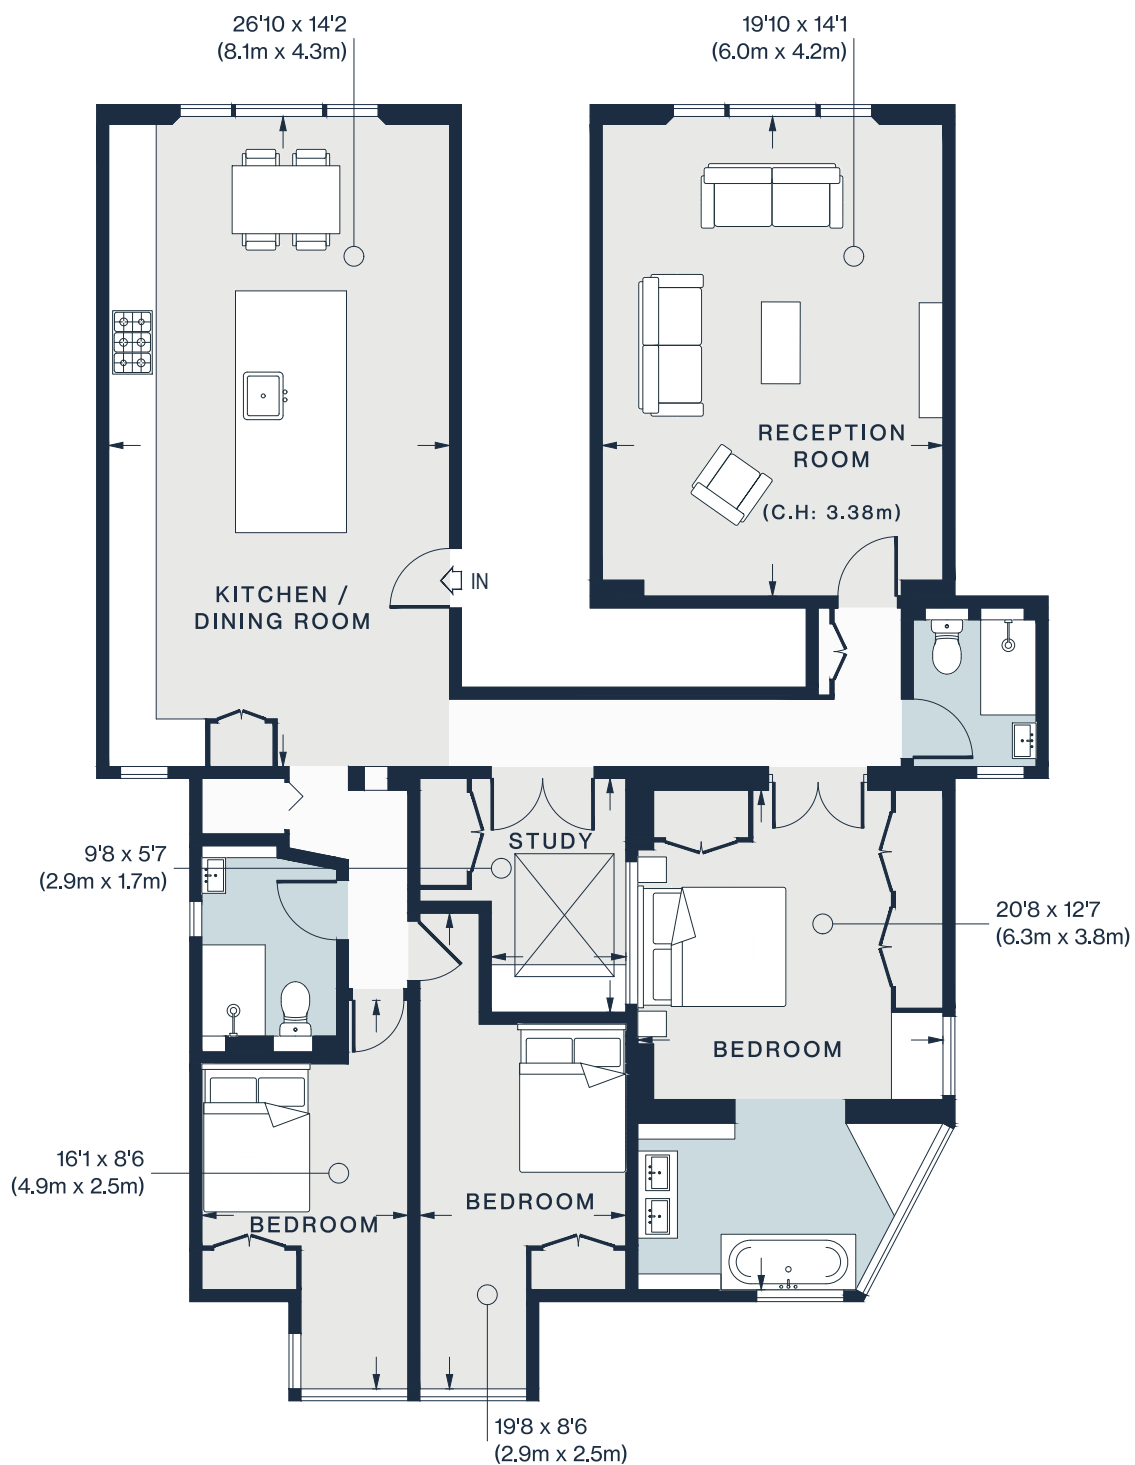 26'10 x 14'2
(8.1m x 4.3m)
19'10 x 14'1
(6.0m x 4.2m)
RECEPTION
ROOM
(C.H: 3.38m)
IN
KITCHEN /
DINING ROOM
STUDY
9'8 x 5'7
(2.9m x 1.7m)
20'8 x 12'7
(6.3m x 3.8m)
BEDROOM
16'1 x 8'6
(4.9m x 2.5m)
BEDROOM
BEDROOM
19'8 x 8'6
(2.9m x 2.5m)